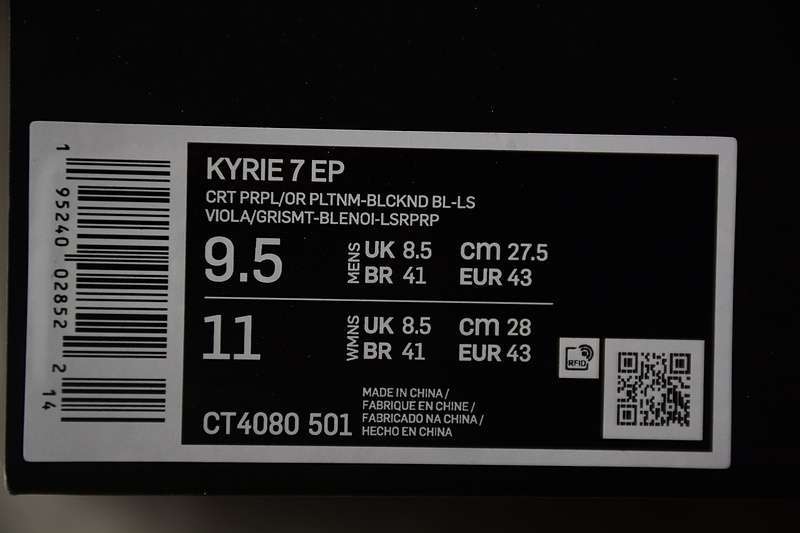 1 95240 02852 2 14
KYRIE 7 EP
CRT PRPL/OR PLTNM-BLCKND BL-LS
VIOLA/GRISMT-BLENOI-LSRPRP
9.5 MENS UK 8.5 cm 27.5
BR 41 EUR 43
11 WMNS UK 8.5 cm 28
BR 41 EUR 43
RFID
CT4080 501
MADE IN CHINA /
FABRIQUE EN CHINE /
FABRICADO NA CHINA /
HECHO EN CHINA